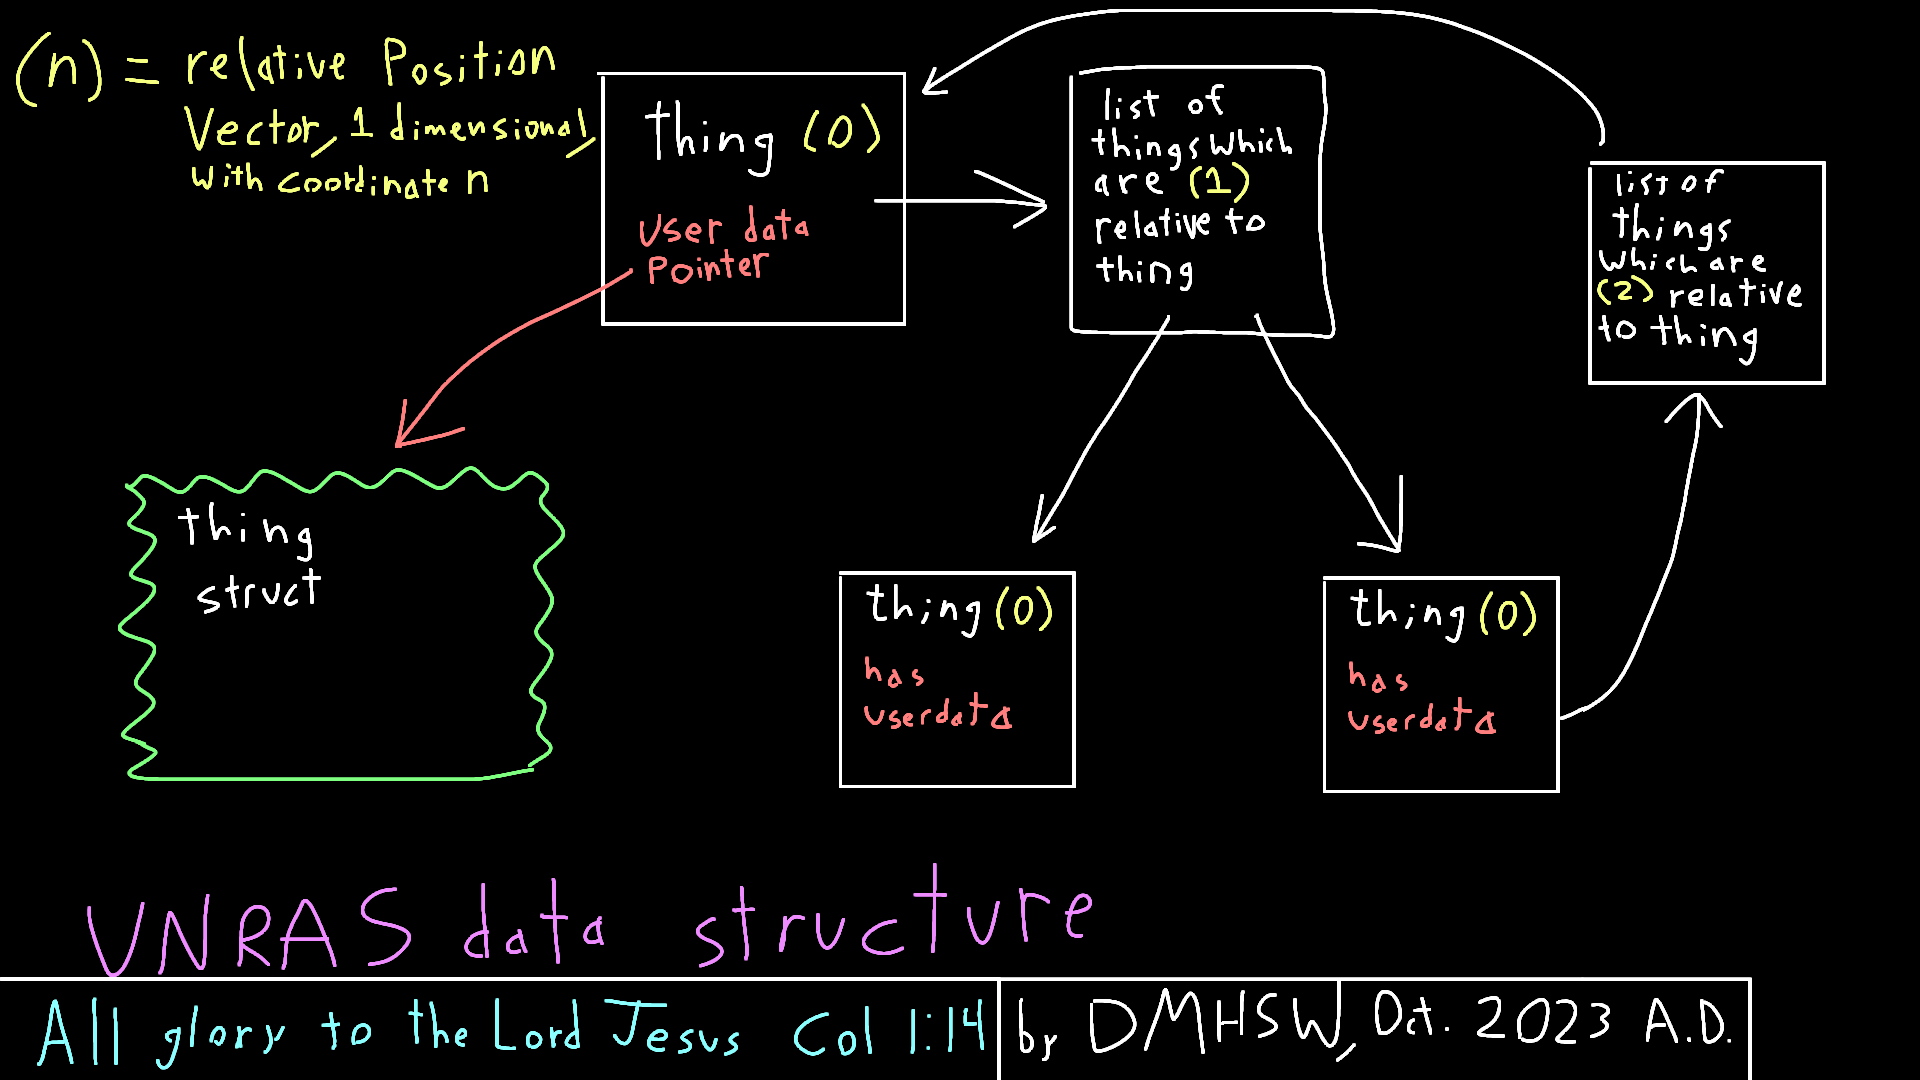 (n) = relative Position
Vector, 1 dimensional,
with coordinate n
thing (0)
User data
Pointer
list of
things which
are (1)
relative to
thing
list of
things
which are
(2) relative
to thing
thing
struct
thing (0)
has
userdata
thing (0)
has
userdata
UNRAS data structure
All glory to the Lord Jesus Col 1:14
by DMHSW, Oct. 2023 A.D.